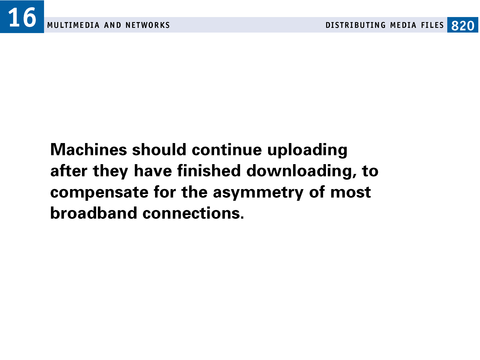 16
MULTIMEDIA AND NETWORKS
DISTRIBUTING MEDIA FILES 820
Machines should continue uploading
after they have finished downloading, to
compensate for the asymmetry of most
broadband connections.